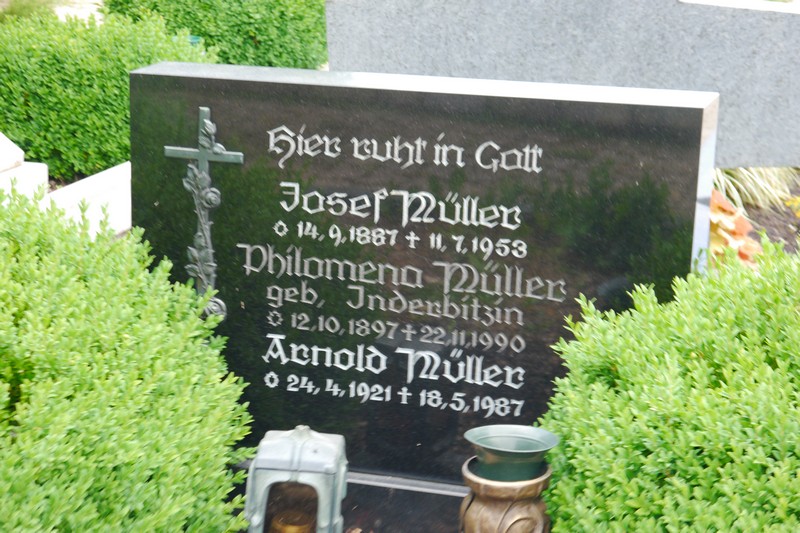 Hier ruht in Gott
Josef Müller
✩ 14.9.1887 ✝ 11.7.1953
Philomena Müller
geb. Inderbitzin
✩ 12.10.1897 ✝ 22.11.1990
Arnold Müller
✩ 24.4.1921 ✝ 18.5.1987